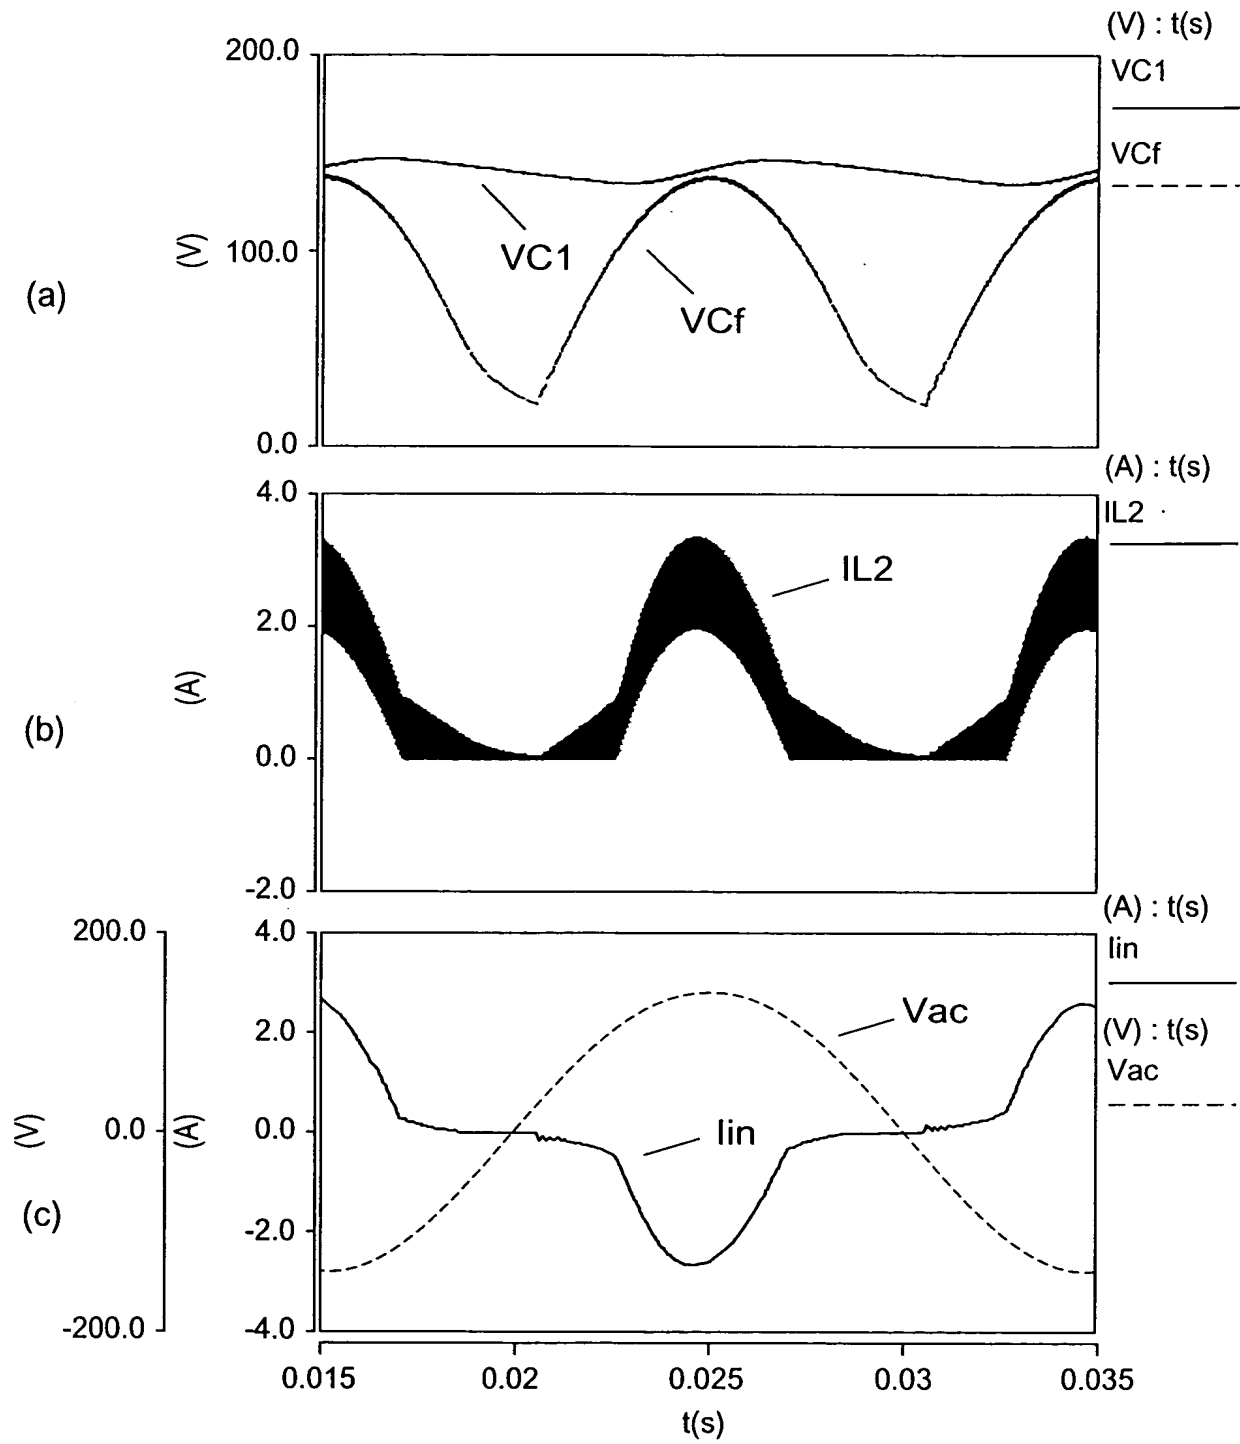 (V) : t(s)
VC1
VCf
200.0
100.0
0.0
(V)
(a)
VC1
VCf
(A) : t(s)
IL2
4.0
2.0
0.0
-2.0
(A)
(b)
IL2
(A) : t(s)
Iin
(V) : t(s)
Vac
200.0
0.0
-200.0
(V)
4.0
2.0
0.0
-2.0
-4.0
(A)
(c)
Vac
Iin
0.015
0.02
0.025
0.03
0.035
t(s)